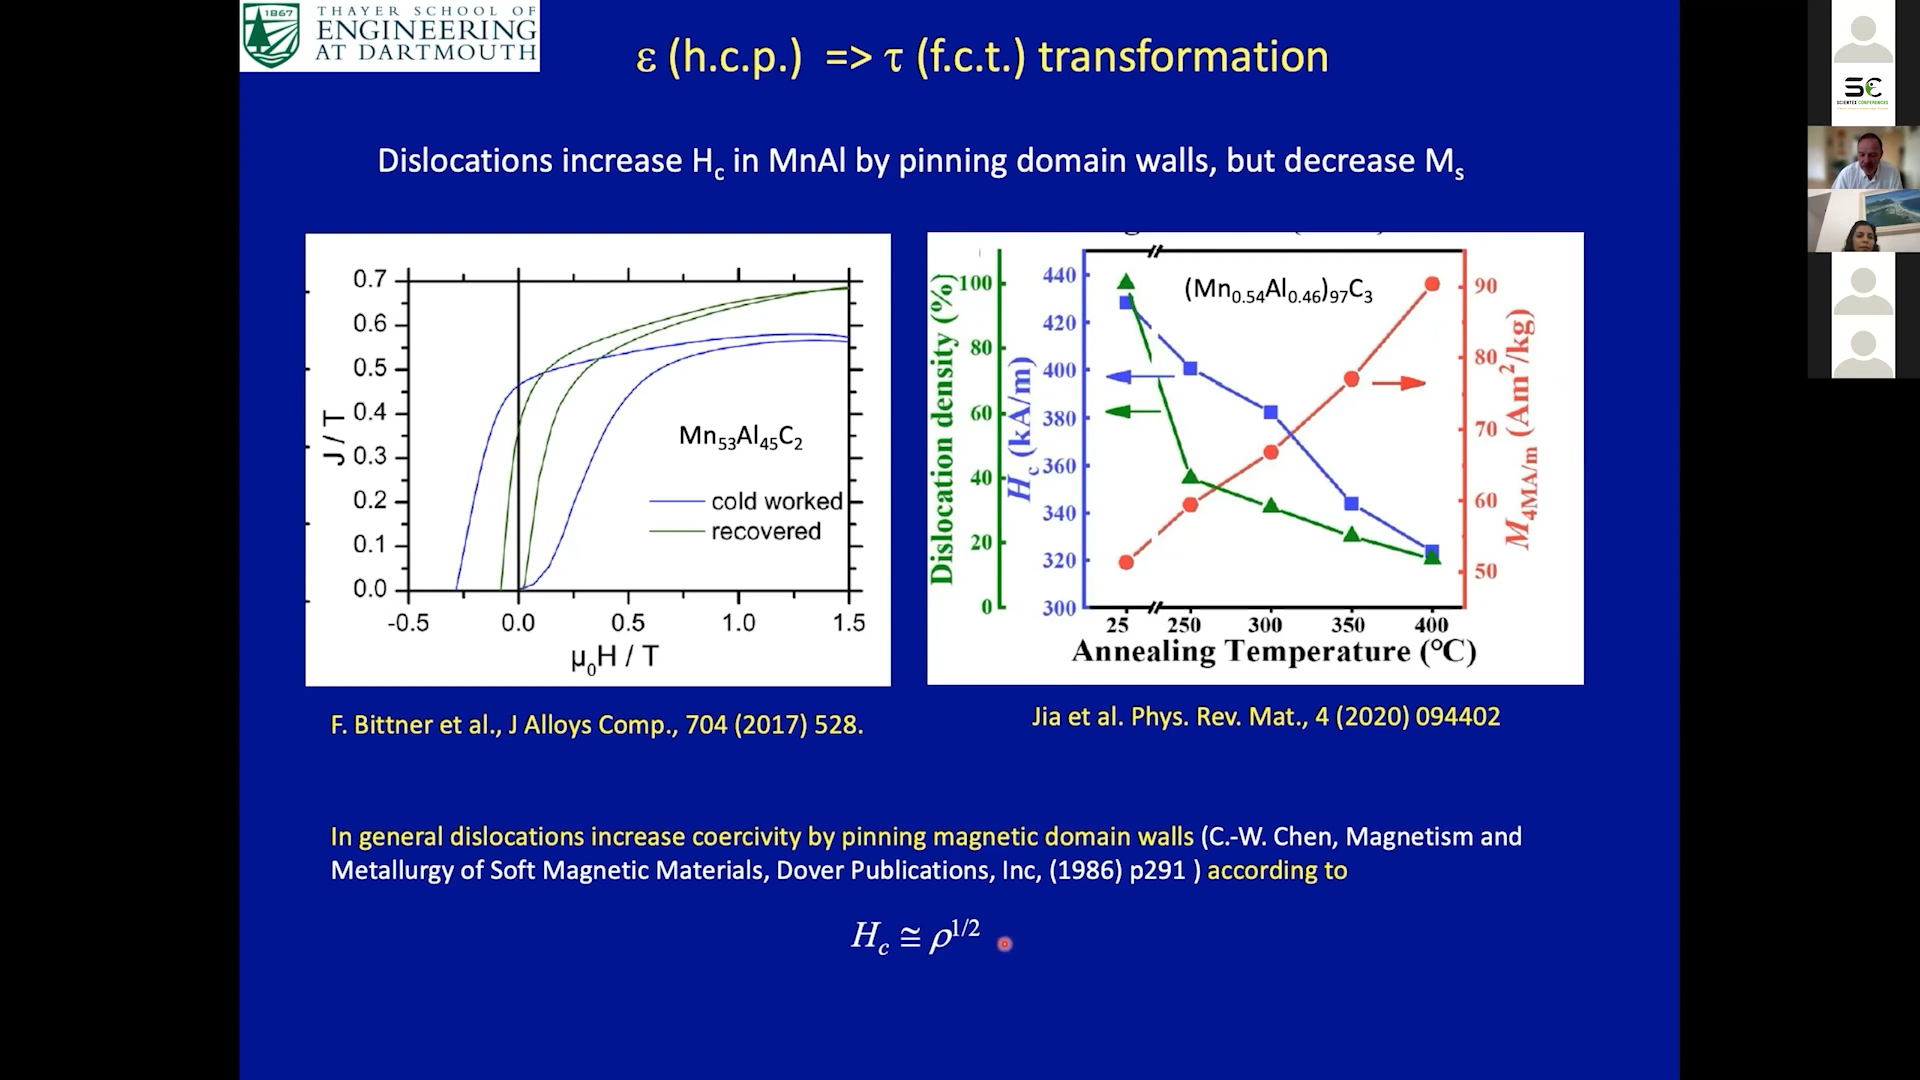 1867
THAYER SCHOOL OF
ENGINEERING
AT DARTMOUTH
ε (h.c.p.) => τ (f.c.t.) transformation
SC
SCIENTEX CONFERENCES
Dislocations increase Hc in MnAl by pinning domain walls, but decrease Ms
0.7
0.6
0.5
0.4
0.3
0.2
0.1
0.0
J / T
Mn53Al45C2
cold worked
recovered
-0.5 0.0 0.5 1.0 1.5
μ0H / T
Dislocation density (%)
100
80
60
40
20
0
Hc (kA/m)
440
420
400
380
360
340
320
300
(Mn0.54Al0.46)97C3
90
80
70
60
50
M4MA/m (Am²/kg)
25 250 300 350 400
Annealing Temperature (°C)
F. Bittner et al., J Alloys Comp., 704 (2017) 528.
Jia et al. Phys. Rev. Mat., 4 (2020) 094402
In general dislocations increase coercivity by pinning magnetic domain walls (C.-W. Chen, Magnetism and
Metallurgy of Soft Magnetic Materials, Dover Publications, Inc, (1986) p291 ) according to
Hc ≅ ρ^1/2